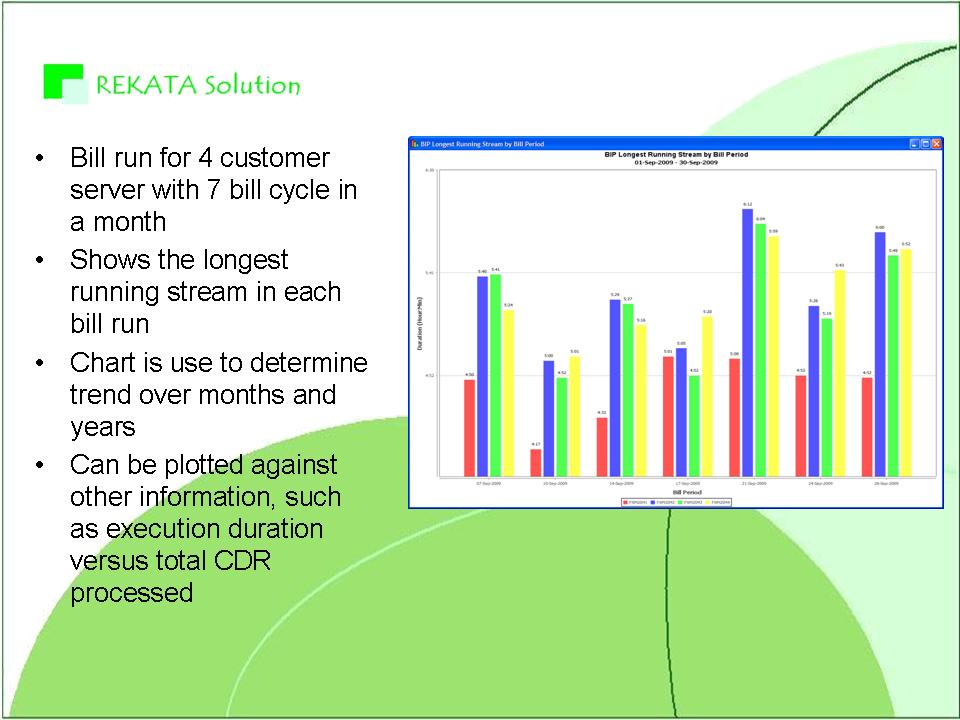 REKATA Solution
• Bill run for 4 customer
server with 7 bill cycle in
a month
• Shows the longest
running stream in each
bill run
• Chart is use to determine
trend over months and
years
• Can be plotted against
other information, such
as execution duration
versus total CDR
processed
BIP Longest Running Stream by Bill Period
BIP Longest Running Stream by Bill Period
01-Sep-2009 - 30-Sep-2009
Duration (Hour:Min)
5:41
4:52
4:50 5:40 5:41 5:24
4:17 5:00 4:52 5:01
4:32 5:29 5:27 5:16
5:01 5:05 4:52 5:20
5:00 6:12 6:04 5:59
4:52 5:26 5:19 5:43
4:52 6:00 5:49 5:52
07-Sep-2009 10-Sep-2009 14-Sep-2009 17-Sep-2009 21-Sep-2009 24-Sep-2009 28-Sep-2009
Bill Period